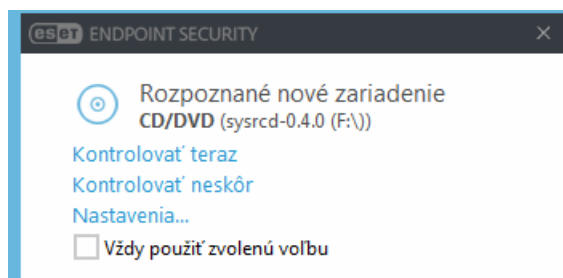 eset ENDPOINT SECURITY
Rozpoznané nové zariadenie
CD/DVD (sysrcd-0.4.0 (F:\))
Kontrolovať teraz
Kontrolovať neskôr
Nastavenia...
Vždy použiť zvolenú voľbu